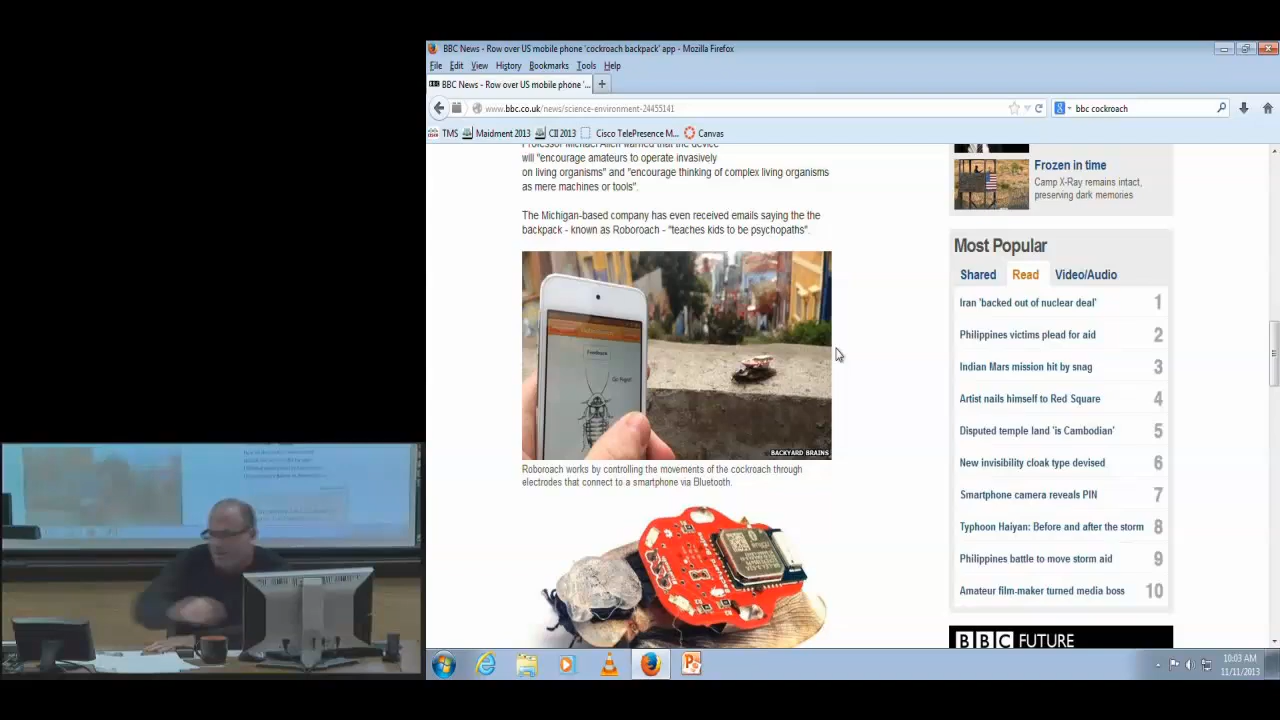 BBC News - Row over US mobile phone 'cockroach backpack' app - Mozilla Firefox
File Edit View History Bookmarks Tools Help
BBC News - Row over US mobile phone '... +
www.bbc.co.uk/news/science-environment-24455141
bbc cockroach
TMS Maidment 2013 CII 2013 Cisco TelePresence M... Canvas
Professor Michael Allen warned that the device
will "encourage amateurs to operate invasively
on living organisms" and "encourage thinking of complex living organisms
as mere machines or tools".
The Michigan-based company has even received emails saying the the
backpack - known as Roboroach - "teaches kids to be psychopaths".
Feedback
BACKYARD BRAINS
Roboroach works by controlling the movements of the cockroach through
electrodes that connect to a smartphone via Bluetooth.
Frozen in time
Camp X-Ray remains intact,
preserving dark memories
Most Popular
Shared Read Video/Audio
Iran 'backed out of nuclear deal' 1
Philippines victims plead for aid 2
Indian Mars mission hit by snag 3
Artist nails himself to Red Square 4
Disputed temple land 'is Cambodian' 5
New invisibility cloak type devised 6
Smartphone camera reveals PIN 7
Typhoon Haiyan: Before and after the storm 8
Philippines battle to move storm aid 9
Amateur film-maker turned media boss 10
BBC FUTURE
10:03 AM
11/11/2013